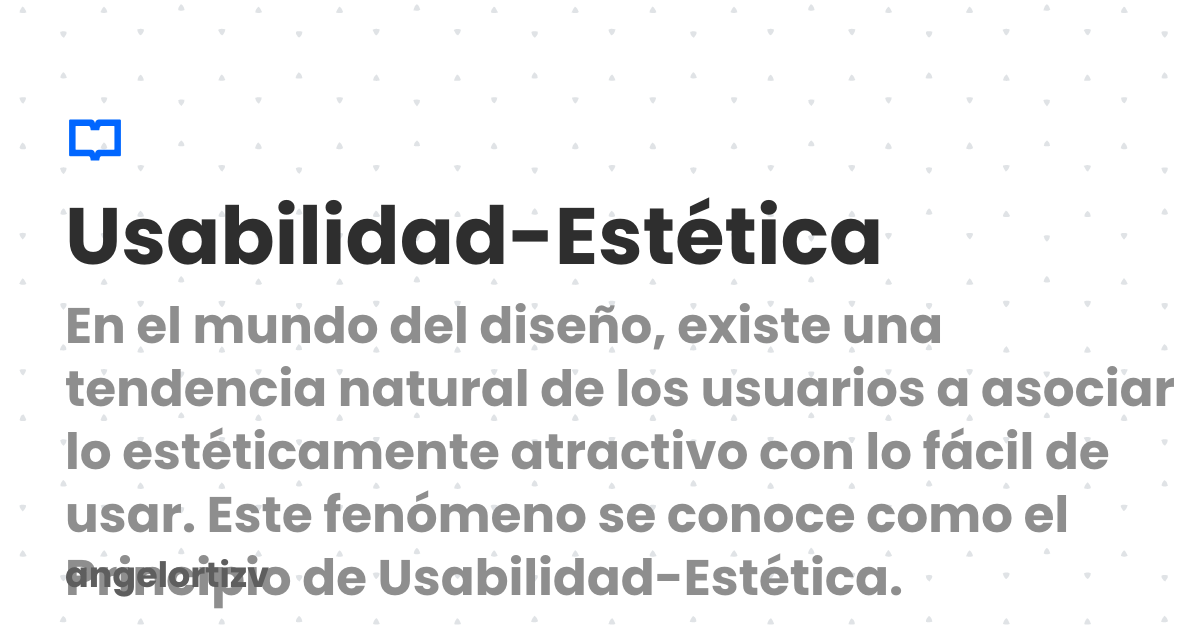 Usabilidad-Estética
En el mundo del diseño, existe una
tendencia natural de los usuarios a asociar
lo estéticamente atractivo con lo fácil de
usar. Este fenómeno se conoce como el
Principio de Usabilidad-Estética.
angelortizv